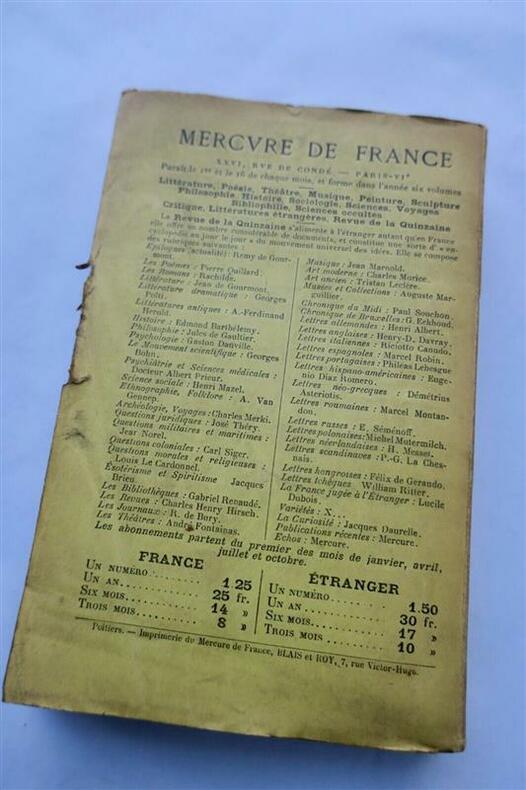 MERCVRE DE FRANCE
XXVI, RVE DE CONDÉ — PARIS-VIe
Paraît le 1er et le 16 de chaque mois, et forme dans l'année six volumes
Littérature, Poésie, Théâtre, Musique, Peinture, Sculpture
Philosophie, Histoire, Sociologie, Sciences, Voyages
Bibliophilie, Sciences occultes
Critique, Littératures étrangères, Revue de la Quinzaine
La Revue de la Quinzaine s'alimente à l'étranger autant qu'en France
elle offre un nombre considérable de documents, et constitue une sorte d'« en-
cyclopédie au jour le jour » du mouvement universel des idées. Elle se compose
des rubriques suivantes :
Epilogues (actualité) : Remy de Gour-
mont.
Les Poèmes : Pierre Quillard.
Les Romans : Rachilde.
Littérature : Jean de Gourmont.
Littérature dramatique : Georges
Polti.
Littératures antiques : A.-Ferdinand
Herold.
Histoire : Edmond Barthélemy.
Philosophie : Jules de Gaultier.
Psychologie : Gaston Danville.
Le Mouvement scientifique : Georges
Bohn.
Psychiatrie et Sciences médicales :
Docteur Albert Prieur.
Science sociale : Henri Mazel.
Ethnographie, Folklore : A. Van
Gennep.
Archéologie, Voyages : Charles Merki.
Questions juridiques : José Théry.
Questions militaires et maritimes :
Jean Norel.
Questions coloniales : Carl Siger.
Questions morales et religieuses :
Louis Le Cardonnel.
Esotérisme et Spiritisme Jacques
Brieu.
Les Bibliothèques : Gabriel Renaudé.
Les Revues : Charles Henry Hirsch.
Les Journaux : R. de Bury.
Les Théâtres : André Fontainas.
Musique : Jean Marnold.
Art moderne : Charles Morice.
Art ancien : Tristan Leclère.
Musées et Collections : Auguste Mar-
guillier.
Chronique du Midi : Paul Souchon.
Chronique de Bruxelles : G. Eekhoud.
Lettres allemandes : Henri Albert.
Lettres anglaises : Henry-D. Davray.
Lettres italiennes : Ricciotto Canudo.
Lettres espagnoles : Marcel Robin.
Lettres portugaises : Philéas Lebesgue
Lettres hispano-américaines : Euge-
nio Diaz Romero.
Lettres néo-grecques : Démétrius
Asteriotis.
Lettres roumaines : Marcel Montan-
don.
Lettres russes : E. Séménoff.
Lettres polonaises : Michel Mutermilch.
Lettres néerlandaises : H. Messet.
Lettres scandinaves : P.-G. La Ches-
nais.
Lettres hongroises : Félix de Gerando.
Lettres tchèques William Ritter.
La France jugée à l'Étranger : Lucile
Dubois.
Variétés : X...
La Curiosité : Jacques Daurelle.
Publications récentes : Mercure.
Echos : Mercure.
Les abonnements partent du premier des mois de janvier, avril,
juillet et octobre.
FRANCE
UN NUMÉRO ........ 1.25
UN AN ........ 25 fr.
SIX MOIS ........ 14 »
TROIS MOIS ........ 8 »
ÉTRANGER
UN NUMÉRO ........ 1.50
UN AN ........ 30 fr.
SIX MOIS ........ 17 »
TROIS MOIS ........ 10 »
Poitiers. — Imprimerie du Mercure de France, BLAIS et ROY, 7, rue Victor-Hugo.